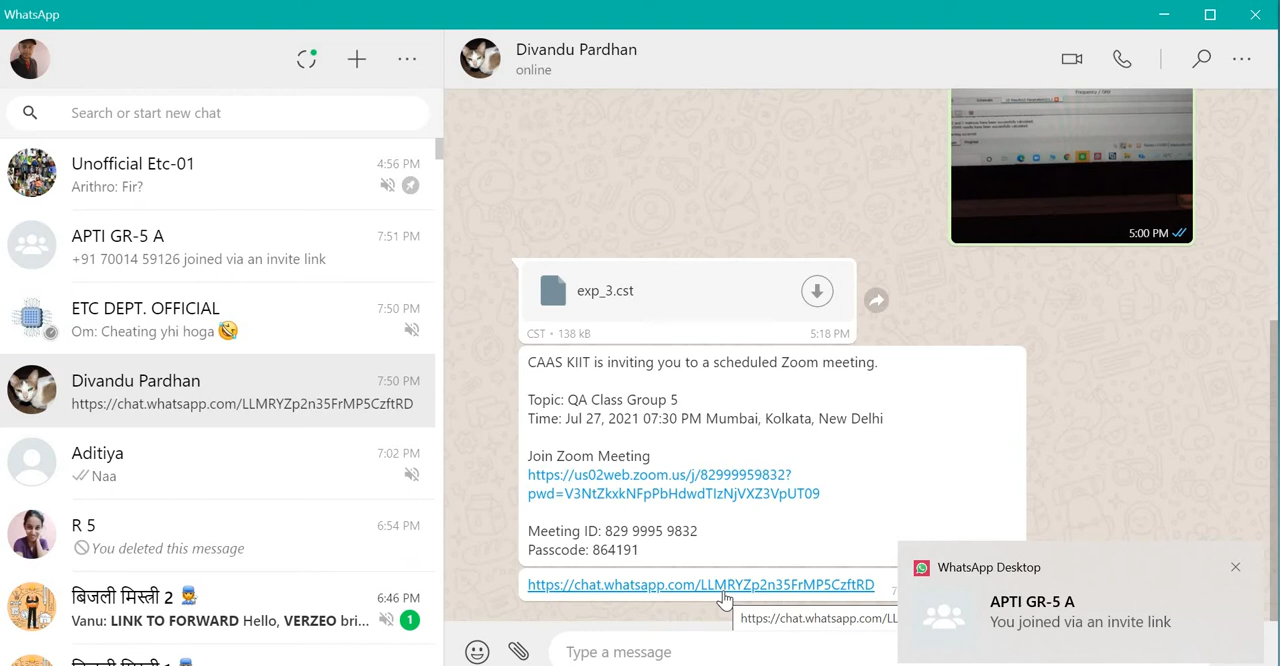 WhatsApp
Divandu Pardhan
online
Search or start new chat
Unofficial Etc-01
4:56 PM
Arithro: Fir?
APTI GR-5 A
7:51 PM
+91 70014 59126 joined via an invite link
ETC DEPT. OFFICIAL
7:50 PM
Om: Cheating yhi hoga 🤣
Divandu Pardhan
7:50 PM
https://chat.whatsapp.com/LLMRYZp2n35FrMP5CzftRD
Aditiya
7:02 PM
Naa
R 5
6:54 PM
You deleted this message
बिजली मिस्त्री 2 👨‍🔧
6:46 PM
Vanu: LINK TO FORWARD Hello, VERZEO bri...
1
5:00 PM
exp_3.cst
CST • 138 kB
5:18 PM
CAAS KIIT is inviting you to a scheduled Zoom meeting.
Topic: QA Class Group 5
Time: Jul 27, 2021 07:30 PM Mumbai, Kolkata, New Delhi
Join Zoom Meeting
https://us02web.zoom.us/j/82999959832?
pwd=V3NtZkxkNFpPbHdwdTIzNjVXZ3VpUT09
Meeting ID: 829 9995 9832
Passcode: 864191
https://chat.whatsapp.com/LLMRYZp2n35FrMP5CzftRD
https://chat.whatsapp.com/LL
WhatsApp Desktop
APTI GR-5 A
You joined via an invite link
Type a message